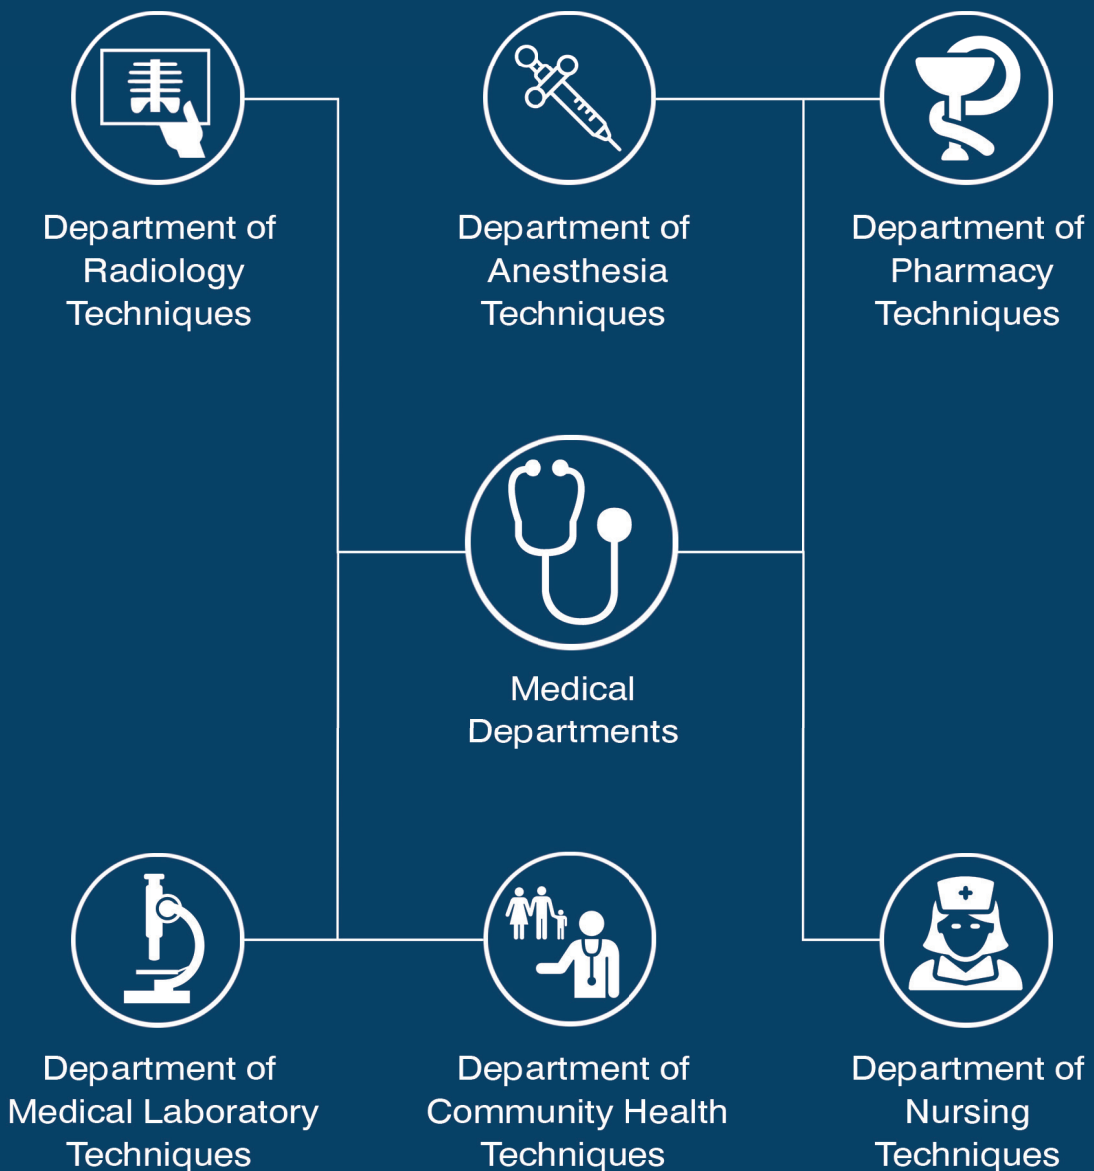 Department of
Radiology
Techniques
Department of
Anesthesia
Techniques
Department of
Pharmacy
Techniques
Medical
Departments
Department of
Medical Laboratory
Techniques
Department of
Community Health
Techniques
Department of
Nursing
Techniques